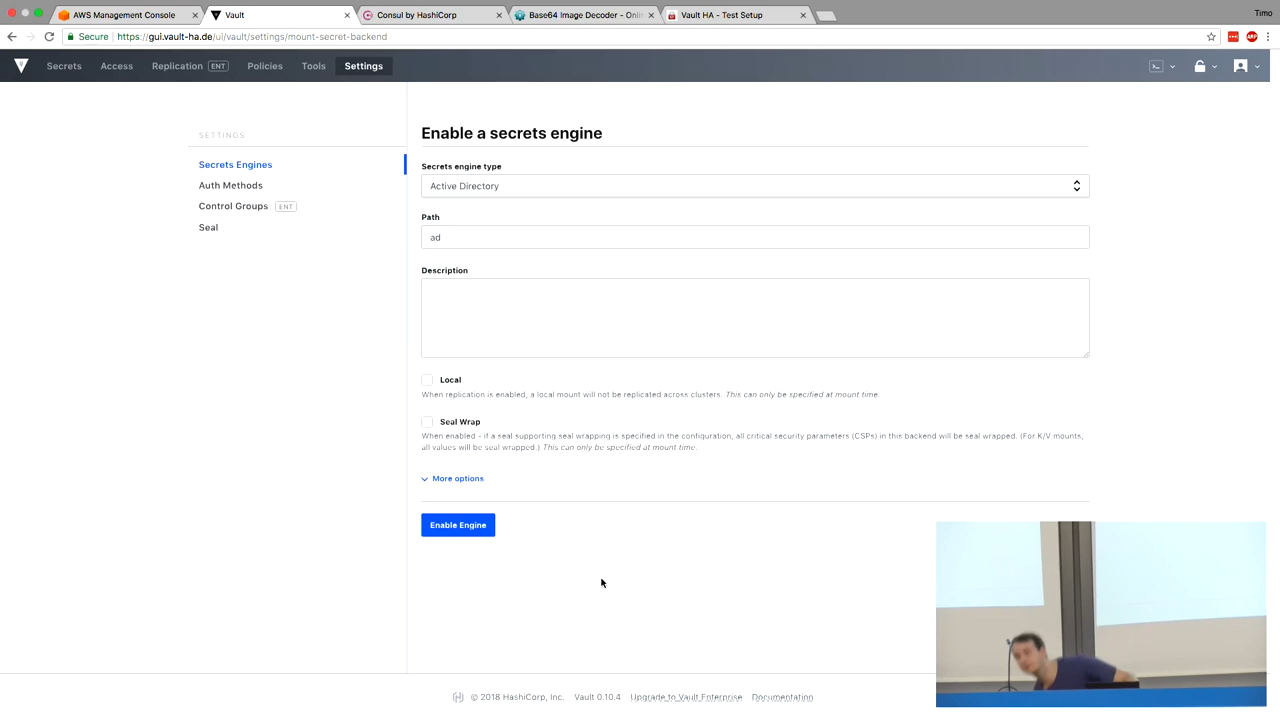 AWS Management Console
Vault
Consul by HashiCorp
Base64 Image Decoder - Onli
Vault HA - Test Setup
Timo
Secure
https://gui.vault-ha.de/ui/vault/settings/mount-secret-backend
ABP
Secrets
Access
Replication ENT
Policies
Tools
Settings
SETTINGS
Secrets Engines
Auth Methods
Control Groups ENT
Seal
Enable a secrets engine
Secrets engine type
Active Directory
Path
ad
Description
Local
When replication is enabled, a local mount will not be replicated across clusters. This can only be specified at mount time.
Seal Wrap
When enabled - if a seal supporting seal wrapping is specified in the configuration, all critical security parameters (CSPs) in this backend will be seal wrapped. (For K/V mounts,
all values will be seal wrapped.) This can only be specified at mount time.
More options
Enable Engine
© 2018 HashiCorp, Inc. Vault 0.10.4 Upgrade to Vault Enterprise Documentation